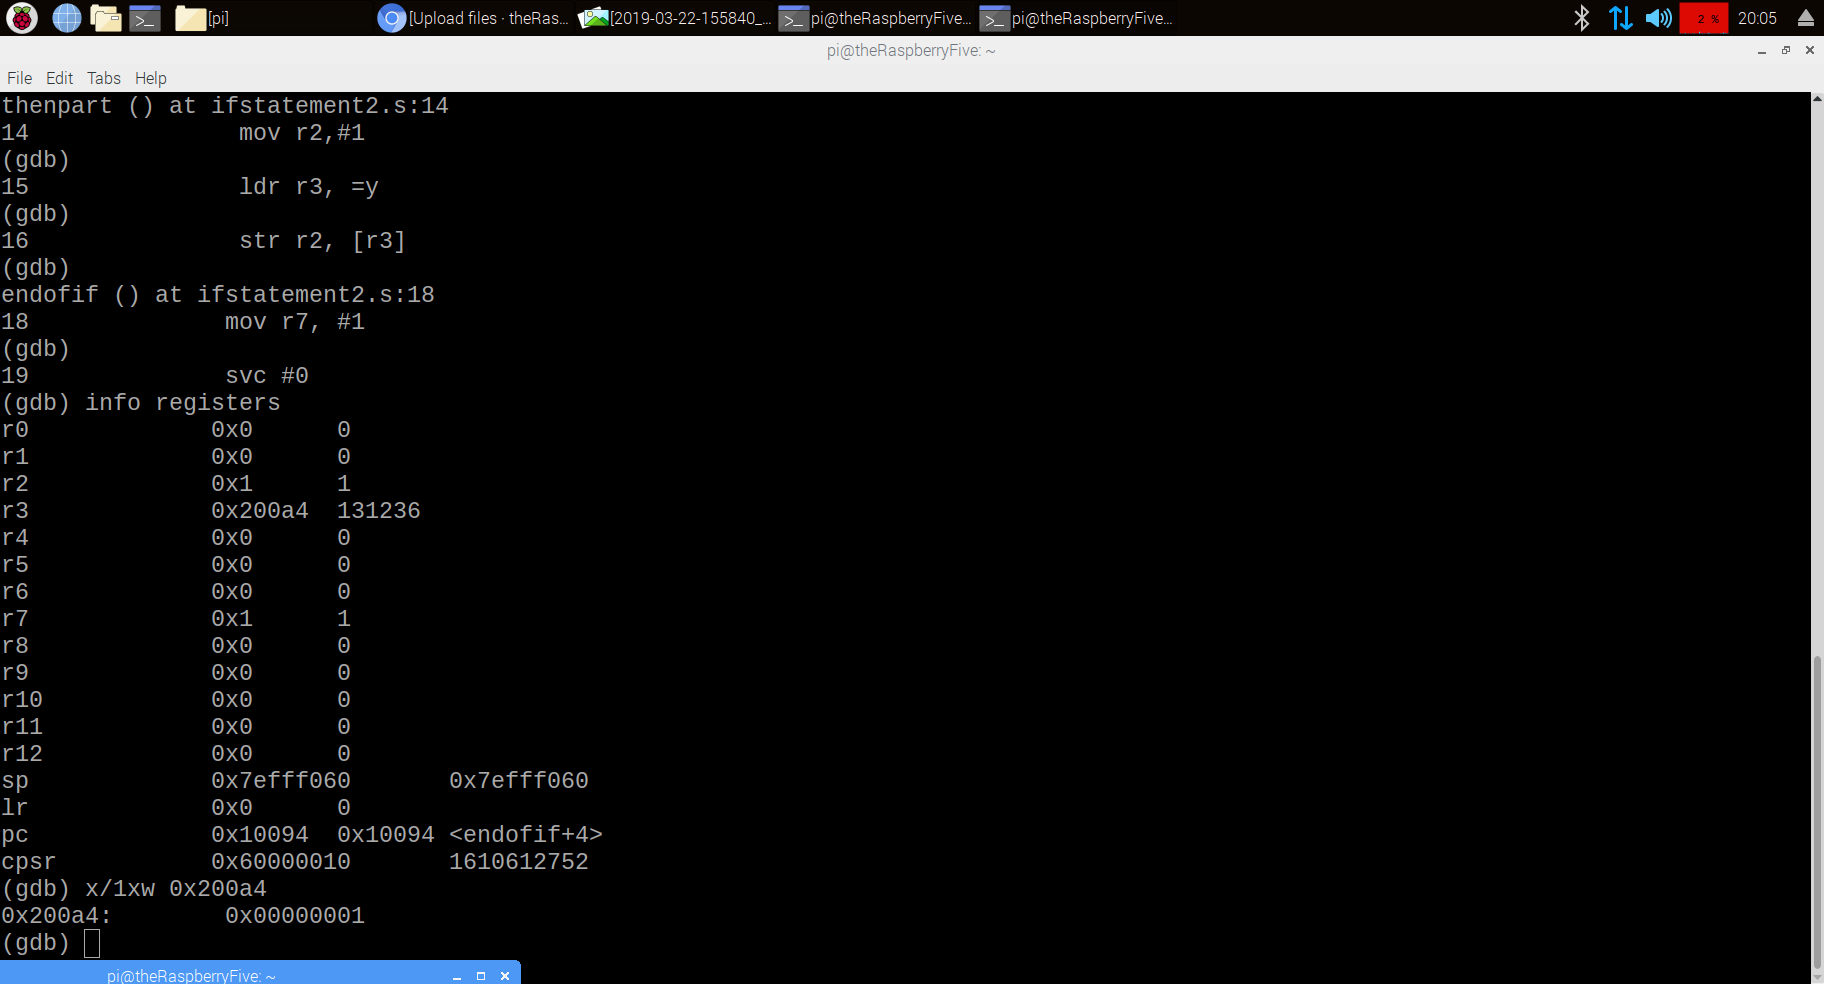 [pi] [Upload files · theRas... [2019-03-22-155840_... pi@theRaspberryFive... pi@theRaspberryFive... 2 % 20:05
pi@theRaspberryFive: ~
File Edit Tabs Help
thenpart () at ifstatement2.s:14
14               mov r2,#1
(gdb)
15               ldr r3, =y
(gdb)
16               str r2, [r3]
(gdb)
endofif () at ifstatement2.s:18
18              mov r7, #1
(gdb)
19              svc #0
(gdb) info registers
r0             0x0      0
r1             0x0      0
r2             0x1      1
r3             0x200a4  131236
r4             0x0      0
r5             0x0      0
r6             0x0      0
r7             0x1      1
r8             0x0      0
r9             0x0      0
r10            0x0      0
r11            0x0      0
r12            0x0      0
sp             0x7efff060       0x7efff060
lr             0x0      0
pc             0x10094  0x10094 <endofif+4>
cpsr           0x60000010       1610612752
(gdb) x/1xw 0x200a4
0x200a4:        0x00000001
(gdb)
pi@theRaspberryFive: ~